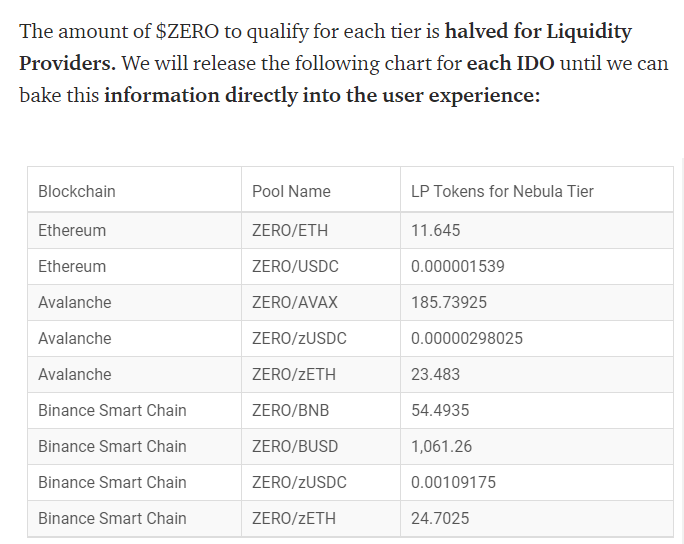 The amount of $ZERO to qualify for each tier is halved for Liquidity
Providers. We will release the following chart for each IDO until we can
bake this information directly into the user experience:
Blockchain Pool Name LP Tokens for Nebula Tier
Ethereum ZERO/ETH 11.645
Ethereum ZERO/USDC 0.000001539
Avalanche ZERO/AVAX 185.73925
Avalanche ZERO/zUSDC 0.00000298025
Avalanche ZERO/zETH 23.483
Binance Smart Chain ZERO/BNB 54.4935
Binance Smart Chain ZERO/BUSD 1,061.26
Binance Smart Chain ZERO/zUSDC 0.00109175
Binance Smart Chain ZERO/zETH 24.7025